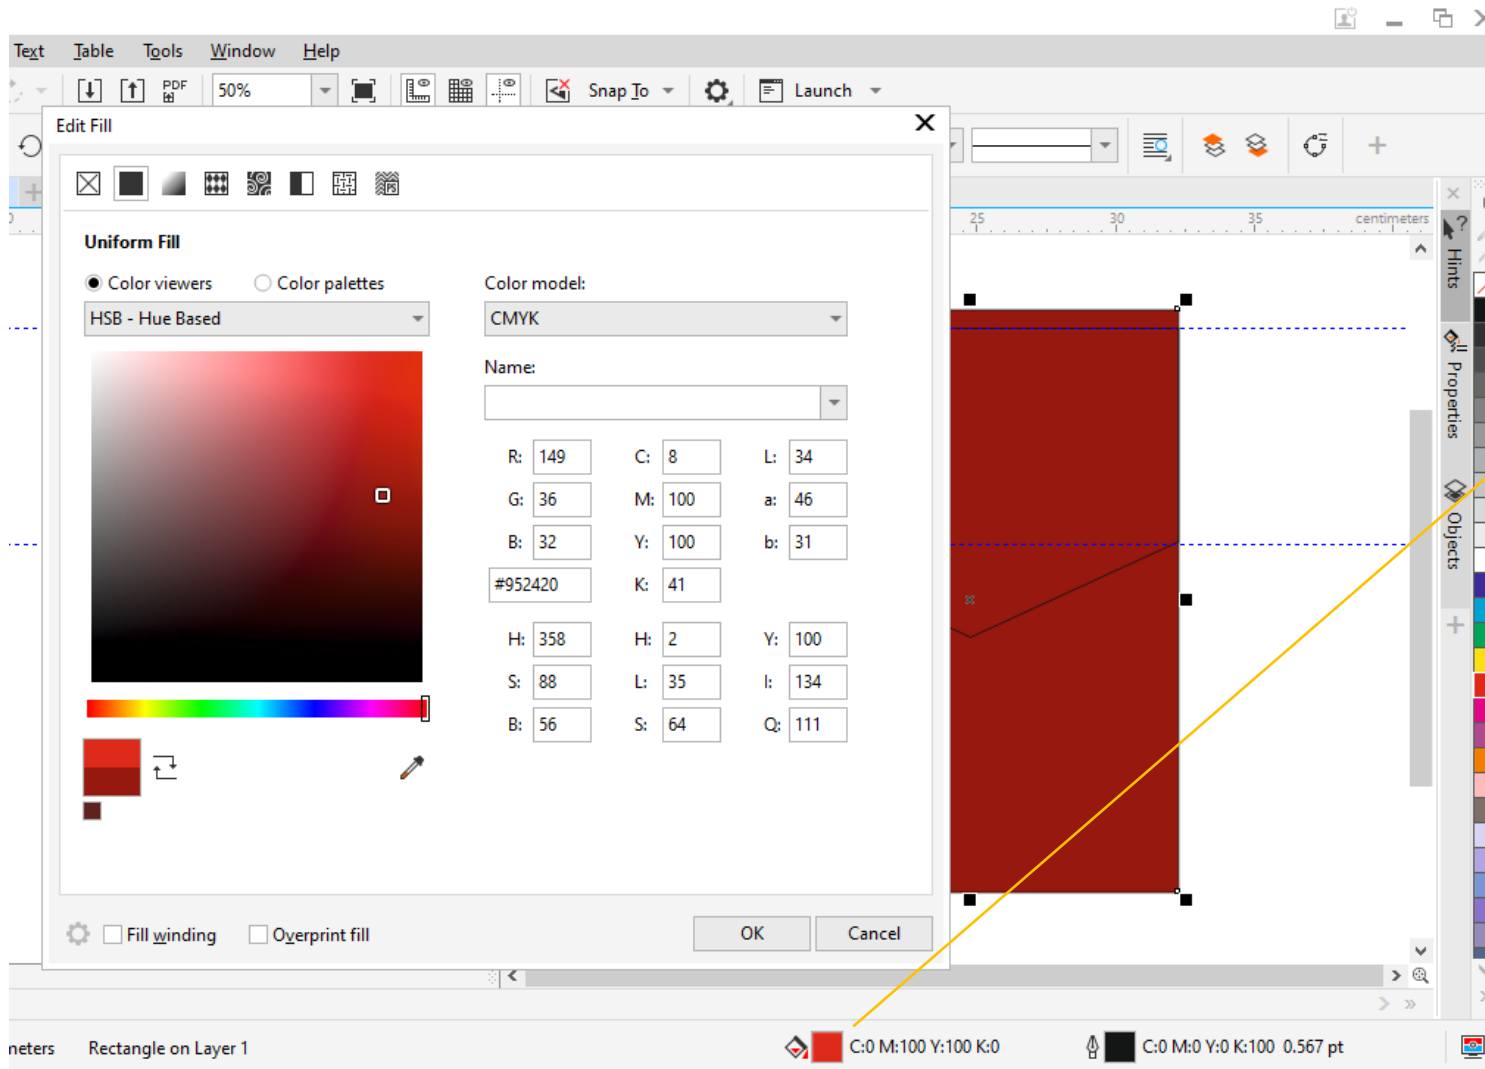 Text Table Tools Window Help
PDF 50% Snap To Launch
Edit Fill
PS
25 30 35 centimeters
Uniform Fill
Color viewers Color palettes
HSB - Hue Based
Color model:
CMYK
Name:
R: 149 C: 8 L: 34
G: 36 M: 100 a: 46
B: 32 Y: 100 b: 31
#952420 K: 41
H: 358 H: 2 Y: 100
S: 88 L: 35 I: 134
B: 56 S: 64 Q: 111
Fill winding Overprint fill
OK Cancel
Hints
Properties
Objects
Rectangle on Layer 1
C:0 M:100 Y:100 K:0
C:0 M:0 Y:0 K:100 0.567 pt